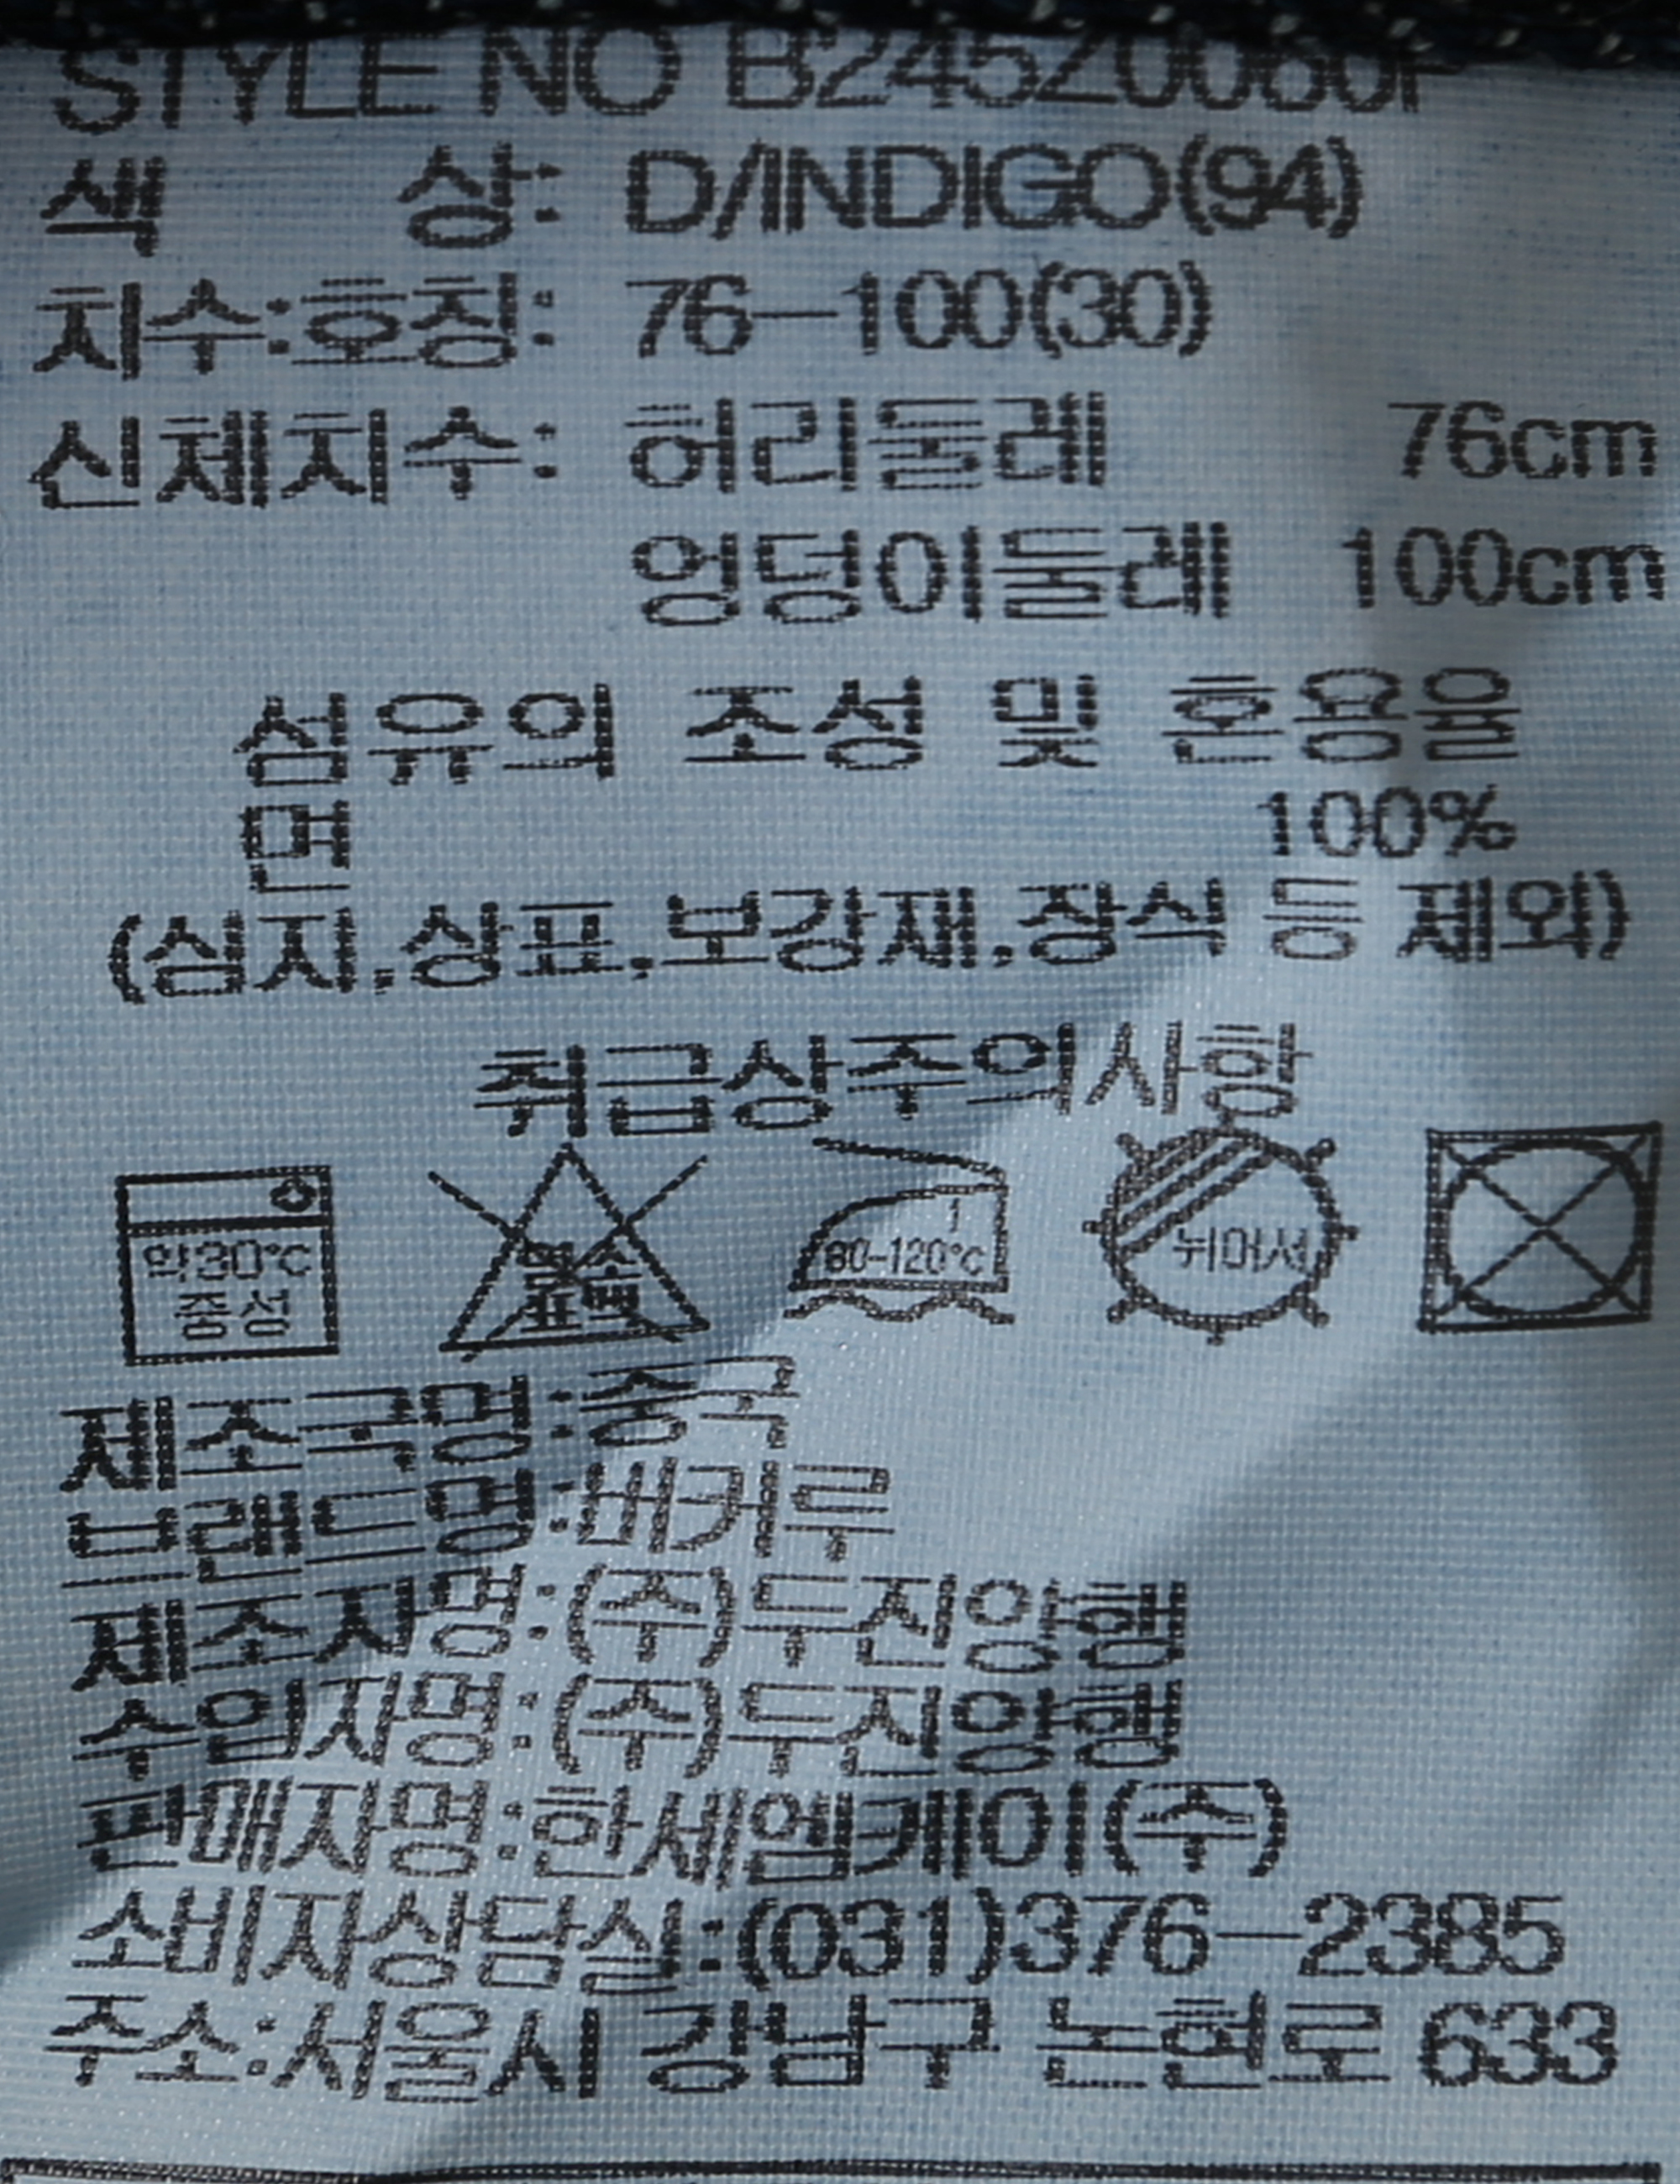 STYLE NO B245Z0060P
색 상: D/INDIGO(94)
치수:호칭: 76-100(30)
신체치수: 허리둘레 76cm
엉덩이둘레 100cm
섬유의 조성 및 혼용율
면 100%
(심지,상표,보강재,장식 등 제외)
취급상주의사항
약30℃
중성
염소
표백
1
80-120℃
뉘어서
제조국명:중국
브랜드명:버커루
제조자명:(주)두진양행
수입자명:(주)두진양행
판매자명:한세엠케이(주)
소비자상담실:(031)376-2385
주소:서울시 강남구 논현로 633